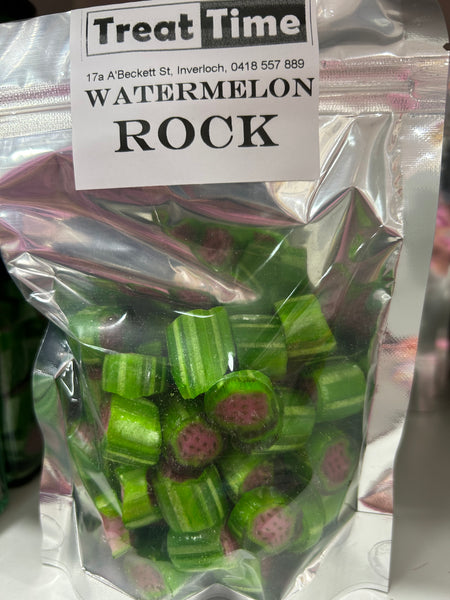 Treat Time
17a A'Beckett St, Inverloch, 0418 557 889
WATERMELON
ROCK